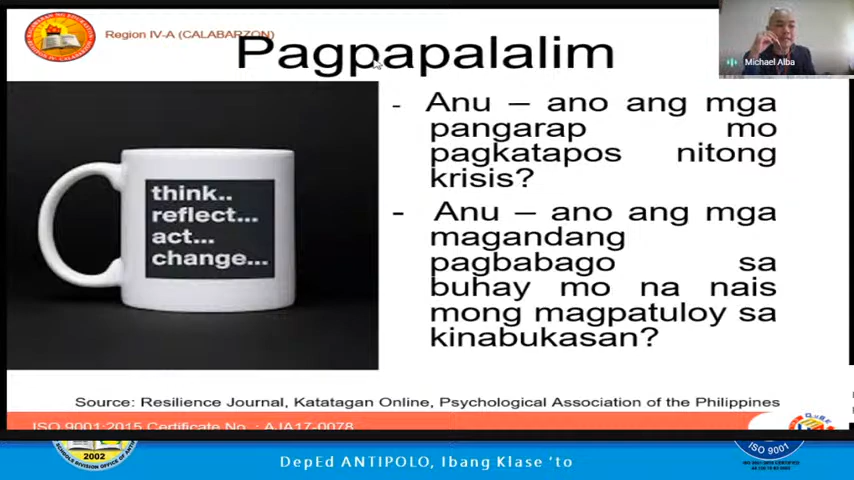 Region IV-A (CALABARZON)
Pagpapalalim
Michael Alba
- Anu – ano ang mga
pangarap mo
pagkatapos nitong
krisis?
- Anu – ano ang mga
magandang
pagbabago sa
buhay mo na nais
mong magpatuloy sa
kinabukasan?
think..
reflect...
act...
change...
Source: Resilience Journal, Katatagan Online, Psychological Association of the Philippines
ISO 9001:2015 Certificate No. : AJA17-0078
2002
DepEd ANTIPOLO, Ibang Klase 'to
ISO 9001